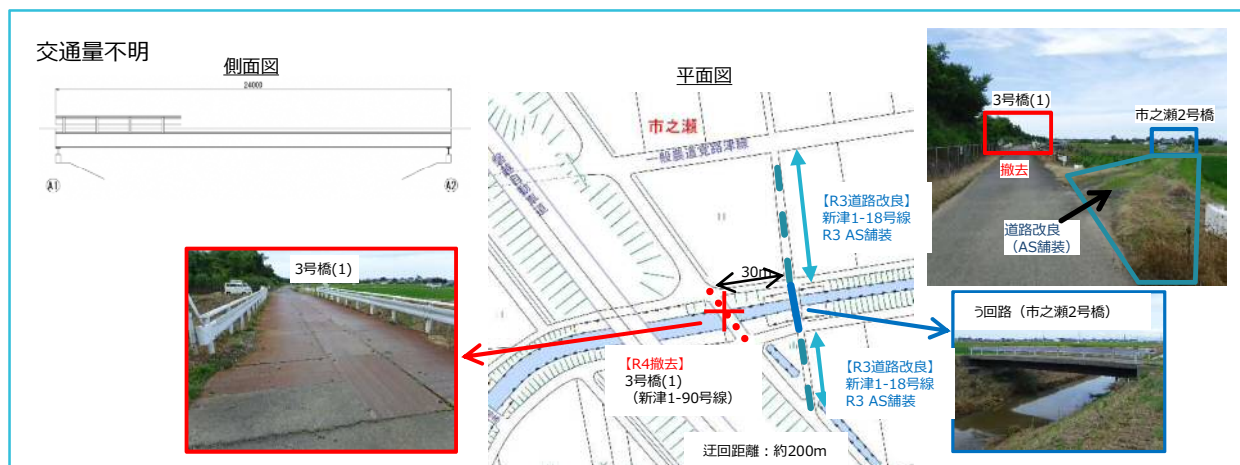 交通量不明
側面図
24000
A1
A2
3号橋(1)
平面図
市之瀬
一般農道覚路津線
30m
【R3道路改良】
新津1-18号線
R3 AS舗装
【R4撤去】
3号橋(1)
（新津1-90号線）
【R3道路改良】
新津1-18号線
R3 AS舗装
迂回距離：約200m
3号橋(1)
市之瀬2号橋
撤去
道路改良
（AS舗装）
う回路（市之瀬2号橋）